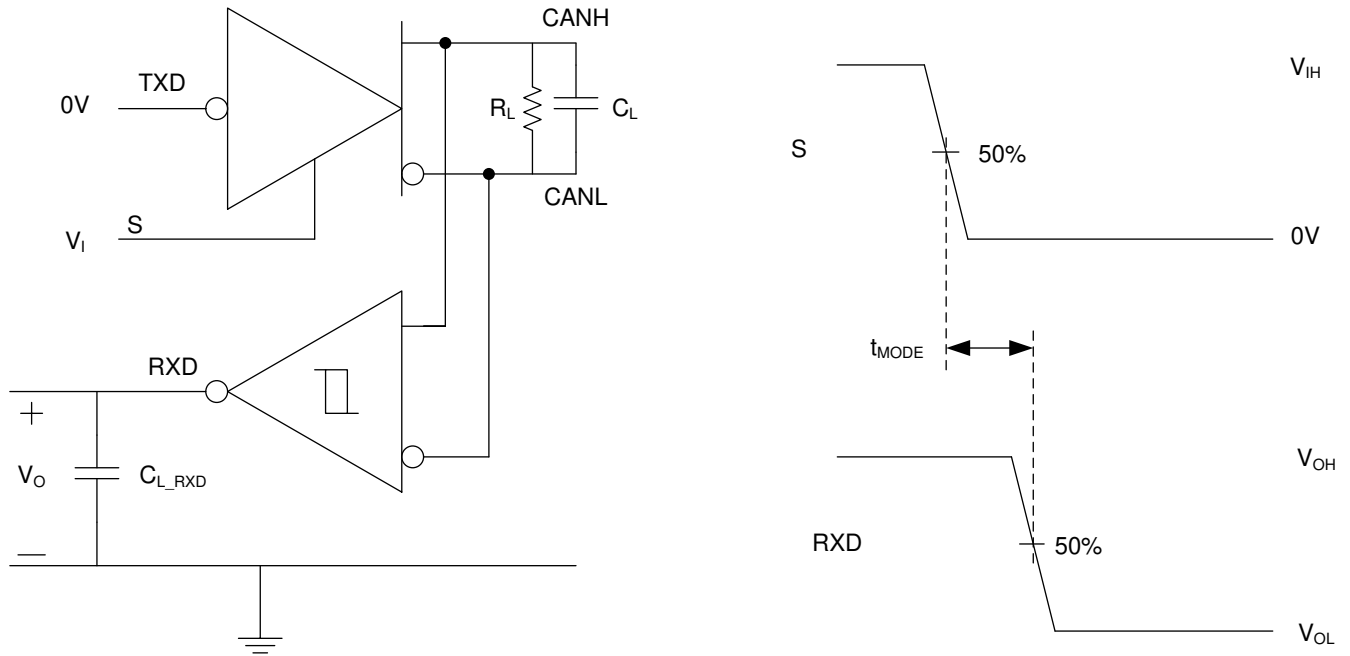 CANH
TXD
0V
R_L
C_L
CANL
S
V_I
RXD
+
V_O
C_L_RXD
—
V_IH
S
50%
0V
t_MODE
V_OH
RXD
50%
V_OL